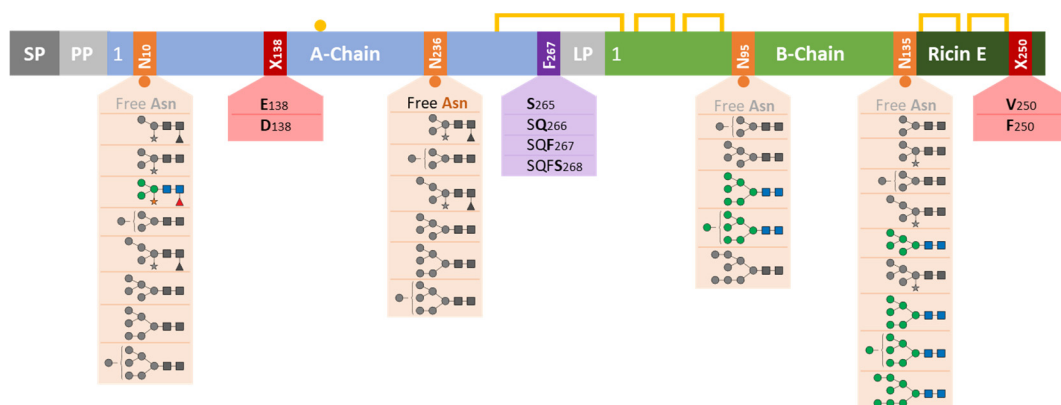 SP PP 1 N10 X138 A-Chain N236 F267 LP 1 N95 B-Chain N135 Ricin E X250
Free Asn
E138
D138
Free Asn
S265
SQ266
SQF267
SQFS268
Free Asn
Free Asn
V250
F250